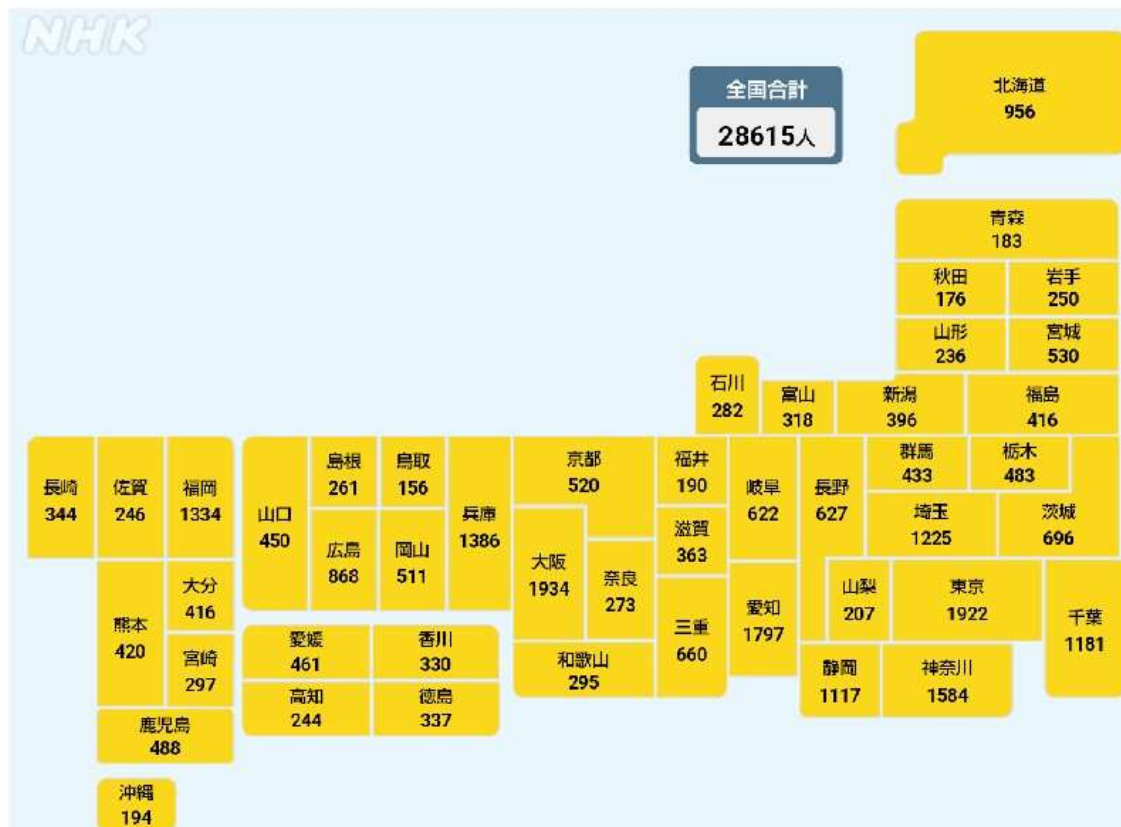 NHK
全国合計
28615人
北海道
956
青森
183
秋田
176
岩手
250
山形
236
宮城
530
石川
282
富山
318
新潟
396
福島
416
長崎
344
佐賀
246
福岡
1334
山口
450
島根
261
鳥取
156
兵庫
1386
京都
520
福井
190
岐阜
622
長野
627
群馬
433
栃木
483
埼玉
1225
茨城
696
広島
868
岡山
511
大阪
1934
奈良
273
滋賀
363
大分
416
熊本
420
宮崎
297
三重
660
愛知
1797
山梨
207
東京
1922
千葉
1181
愛媛
461
香川
330
和歌山
295
静岡
1117
神奈川
1584
高知
244
徳島
337
鹿児島
488
沖縄
194